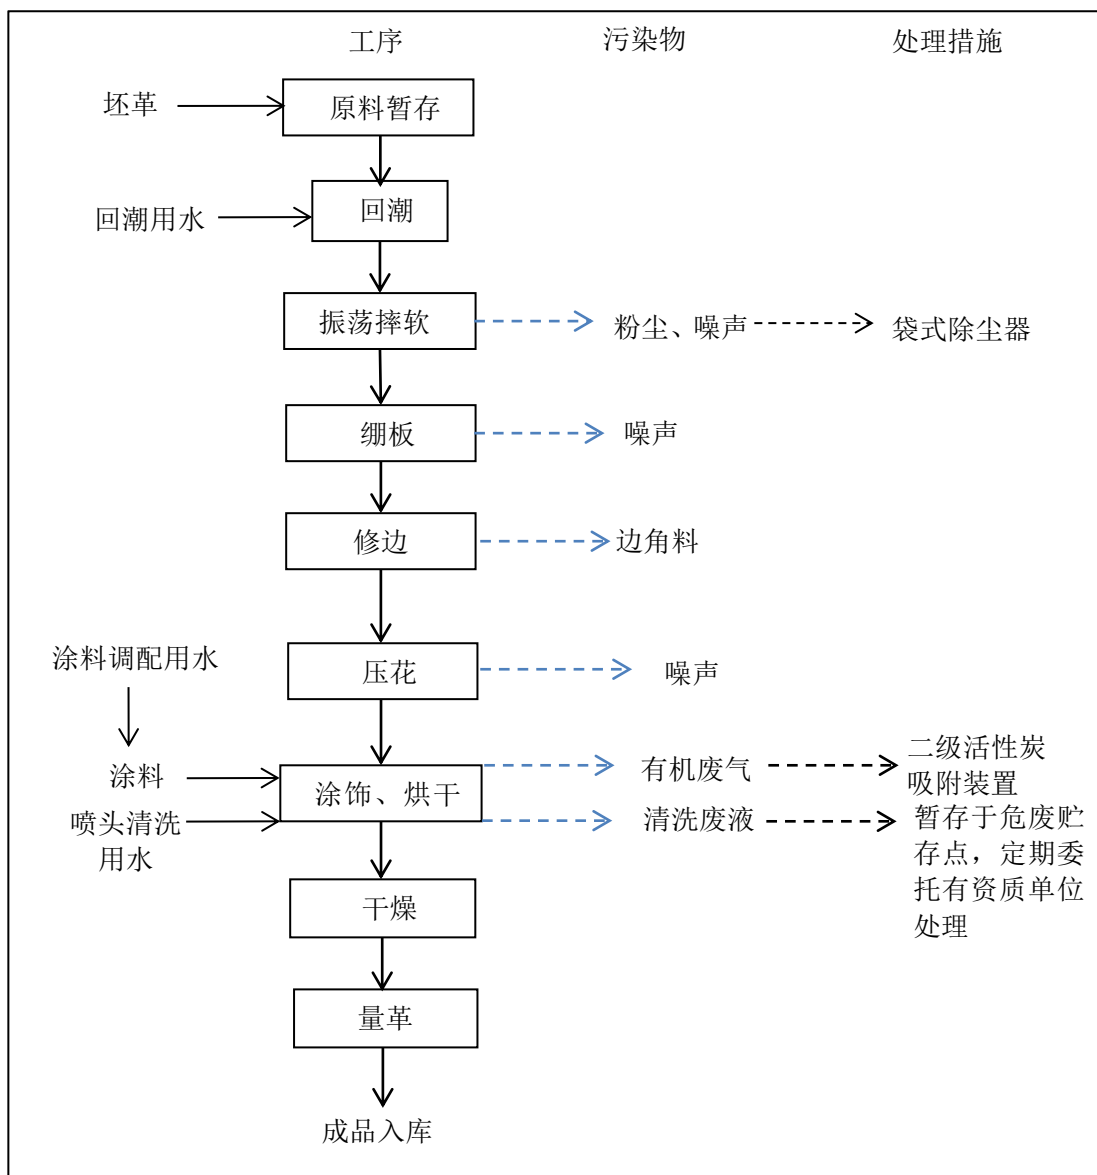 工序
污染物
处理措施
坯革
原料暂存
回潮用水
回潮
振荡摔软
粉尘、噪声
袋式除尘器
绷板
噪声
修边
边角料
涂料调配用水
压花
噪声
涂料
涂饰、烘干
有机废气
二级活性炭
吸附装置
喷头清洗
用水
清洗废液
暂存于危废贮
存点，定期委
托有资质单位
处理
干燥
量革
成品入库